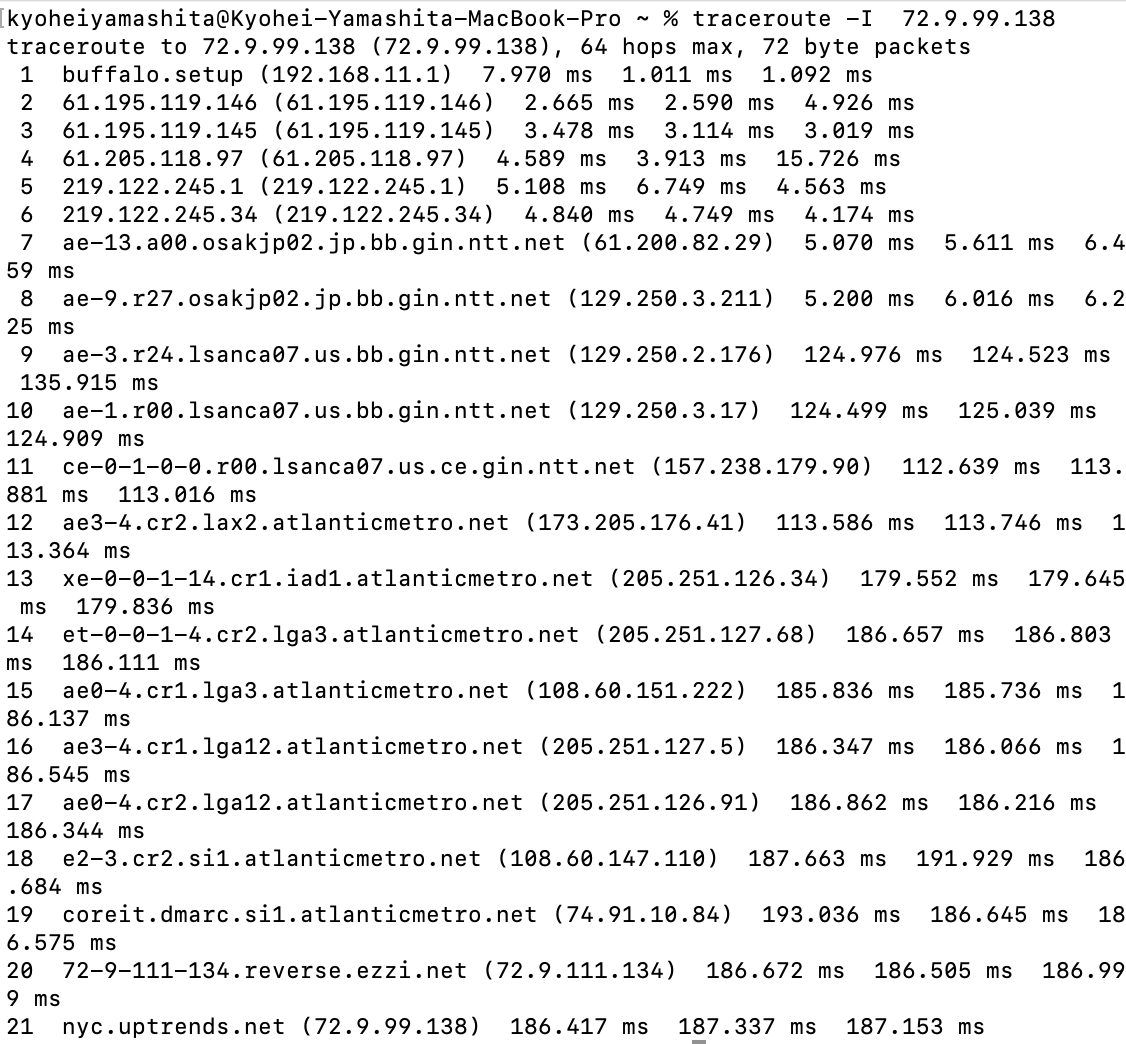 [kyoheiyamashita@Kyohei-Yamashita-MacBook-Pro ~ % traceroute -I  72.9.99.138
traceroute to 72.9.99.138 (72.9.99.138), 64 hops max, 72 byte packets
 1  buffalo.setup (192.168.11.1)  7.970 ms  1.011 ms  1.092 ms
 2  61.195.119.146 (61.195.119.146)  2.665 ms  2.590 ms  4.926 ms
 3  61.195.119.145 (61.195.119.145)  3.478 ms  3.114 ms  3.019 ms
 4  61.205.118.97 (61.205.118.97)  4.589 ms  3.913 ms  15.726 ms
 5  219.122.245.1 (219.122.245.1)  5.108 ms  6.749 ms  4.563 ms
 6  219.122.245.34 (219.122.245.34)  4.840 ms  4.749 ms  4.174 ms
 7  ae-13.a00.osakjp02.jp.bb.gin.ntt.net (61.200.82.29)  5.070 ms  5.611 ms  6.4
59 ms
 8  ae-9.r27.osakjp02.jp.bb.gin.ntt.net (129.250.3.211)  5.200 ms  6.016 ms  6.2
25 ms
 9  ae-3.r24.lsanca07.us.bb.gin.ntt.net (129.250.2.176)  124.976 ms  124.523 ms
 135.915 ms
10  ae-1.r00.lsanca07.us.bb.gin.ntt.net (129.250.3.17)  124.499 ms  125.039 ms
124.909 ms
11  ce-0-1-0-0.r00.lsanca07.us.ce.gin.ntt.net (157.238.179.90)  112.639 ms  113.
881 ms  113.016 ms
12  ae3-4.cr2.lax2.atlanticmetro.net (173.205.176.41)  113.586 ms  113.746 ms  1
13.364 ms
13  xe-0-0-1-14.cr1.iad1.atlanticmetro.net (205.251.126.34)  179.552 ms  179.645
 ms  179.836 ms
14  et-0-0-1-4.cr2.lga3.atlanticmetro.net (205.251.127.68)  186.657 ms  186.803
ms  186.111 ms
15  ae0-4.cr1.lga3.atlanticmetro.net (108.60.151.222)  185.836 ms  185.736 ms  1
86.137 ms
16  ae3-4.cr1.lga12.atlanticmetro.net (205.251.127.5)  186.347 ms  186.066 ms  1
86.545 ms
17  ae0-4.cr2.lga12.atlanticmetro.net (205.251.126.91)  186.862 ms  186.216 ms
186.344 ms
18  e2-3.cr2.si1.atlanticmetro.net (108.60.147.110)  187.663 ms  191.929 ms  186
.684 ms
19  coreit.dmarc.si1.atlanticmetro.net (74.91.10.84)  193.036 ms  186.645 ms  18
6.575 ms
20  72-9-111-134.reverse.ezzi.net (72.9.111.134)  186.672 ms  186.505 ms  186.99
9 ms
21  nyc.uptrends.net (72.9.99.138)  186.417 ms  187.337 ms  187.153 ms